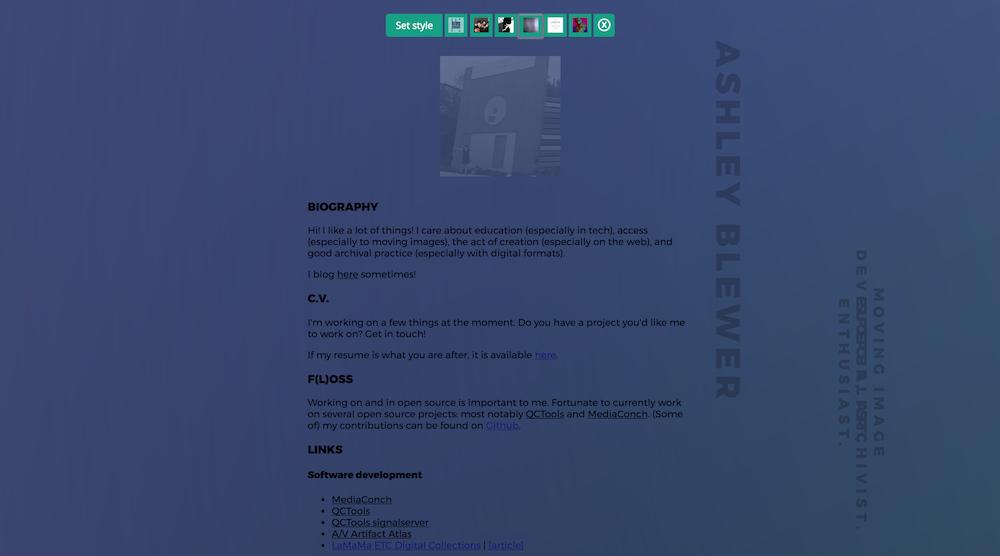 Set style
ASHLEY BLEWER
BIOGRAPHY
Hi! I like a lot of things! I care about education (especially in tech), access
(especially to moving images), the act of creation (especially on the web), and
good archival practice (especially with digital formats).
I blog here sometimes!
C.V.
I'm working on a few things at the moment. Do you have a project you'd like me
to work on? Get in touch!
If my resume is what you are after, it is available here.
F(L)OSS
Working on and in open source is important to me. Fortunate to currently work
on several open source projects: most notably QCTools and MediaConch. (Some
of) my contributions can be found on Github.
LINKS
Software development
• MediaConch
• QCTools
• QCTools signalserver
• A/V Artifact Atlas
• LaMaMa ETC Digital Collections | [article]
MOVING IMAGE
ENTHUSIAST.